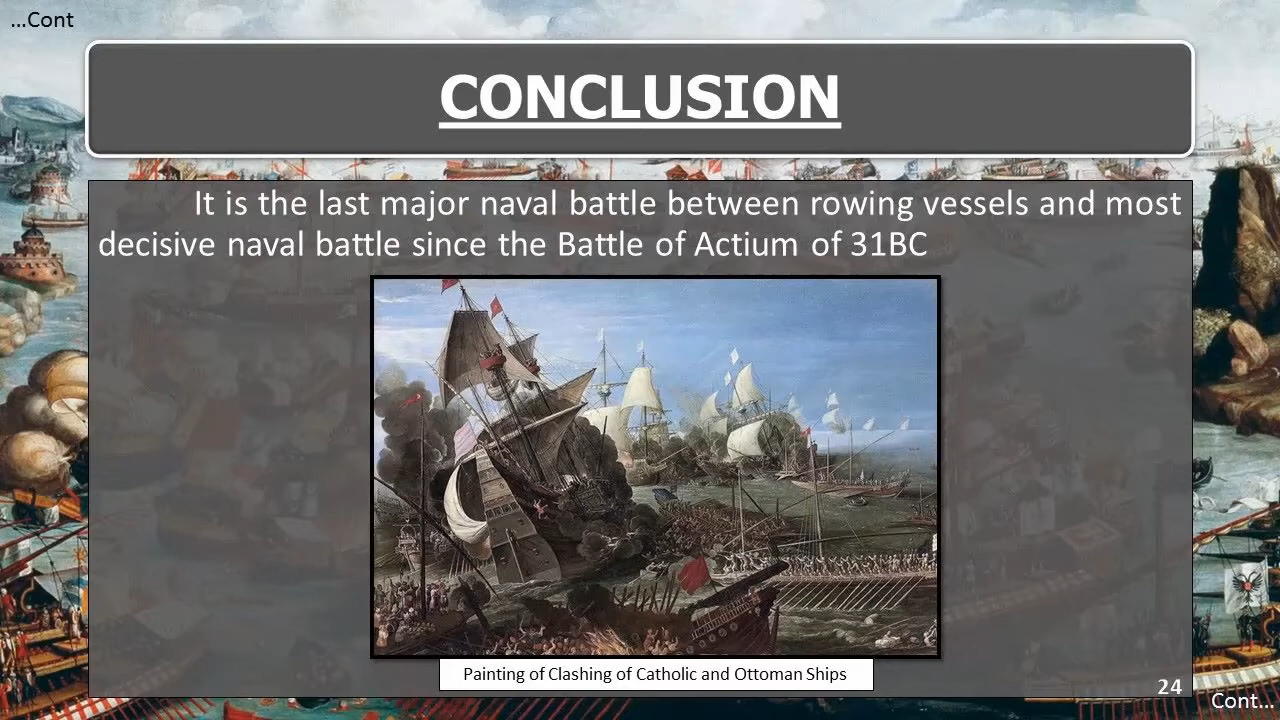 ...Cont
CONCLUSION
It is the last major naval battle between rowing vessels and most
decisive naval battle since the Battle of Actium of 31BC
Painting of Clashing of Catholic and Ottoman Ships
24
Cont...